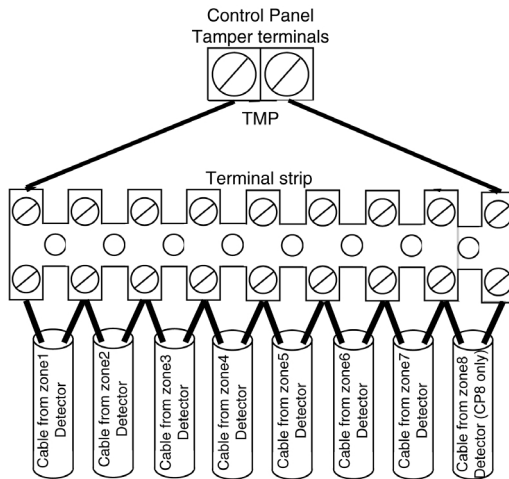 Control Panel
Tamper terminals
TMP
Terminal strip
Cable from zone1
Detector
Cable from zone2
Detector
Cable from zone3
Detector
Cable from zone4
Detector
Cable from zone5
Detector
Cable from zone6
Detector
Cable from zone7
Detector
Cable from zone8
Detector (CP8 only)